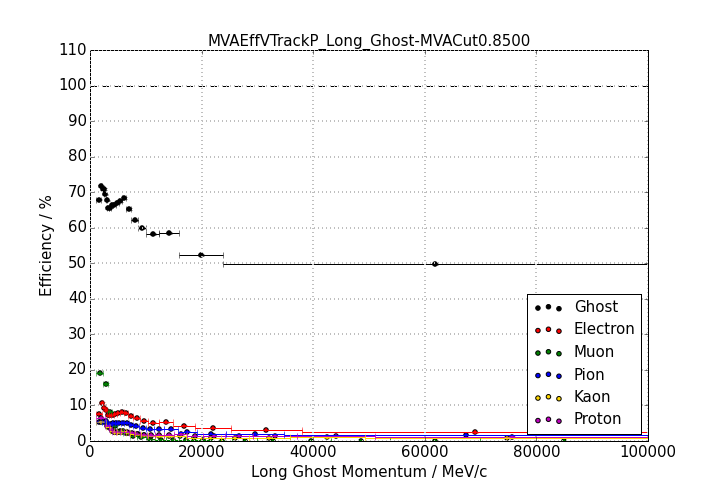 MVAEffVTrackP_Long_Ghost-MVACut0.8500
110
100
90
80
70
60
50
40
30
20
10
0
Efficiency / %
Ghost
Electron
Muon
Pion
Kaon
Proton
0 20000 40000 60000 80000 100000
Long Ghost Momentum / MeV/c